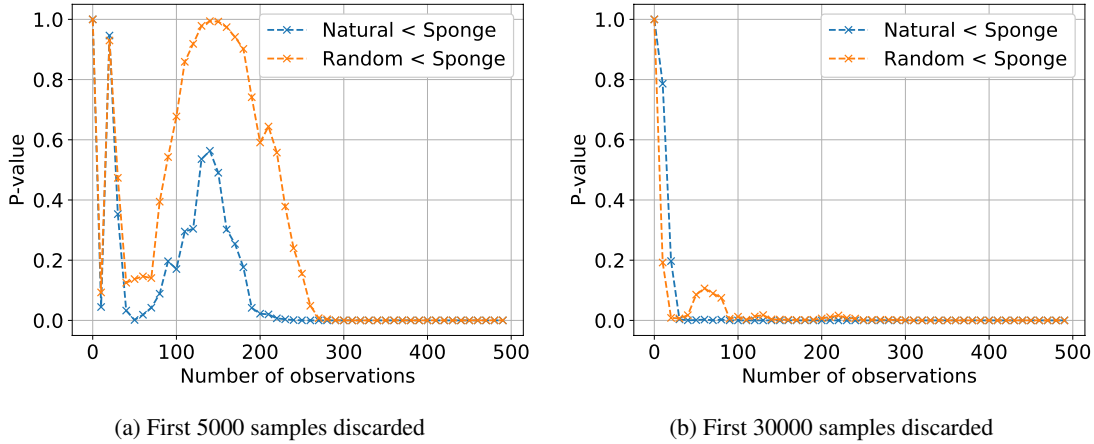 1.0
0.8
0.6
0.4
0.2
0.0
P-value
Natural < Sponge
Random < Sponge
0 100 200 300 400 500
Number of observations
(a) First 5000 samples discarded
1.0
0.8
0.6
0.4
0.2
0.0
P-value
Natural < Sponge
Random < Sponge
0 100 200 300 400 500
Number of observations
(b) First 30000 samples discarded